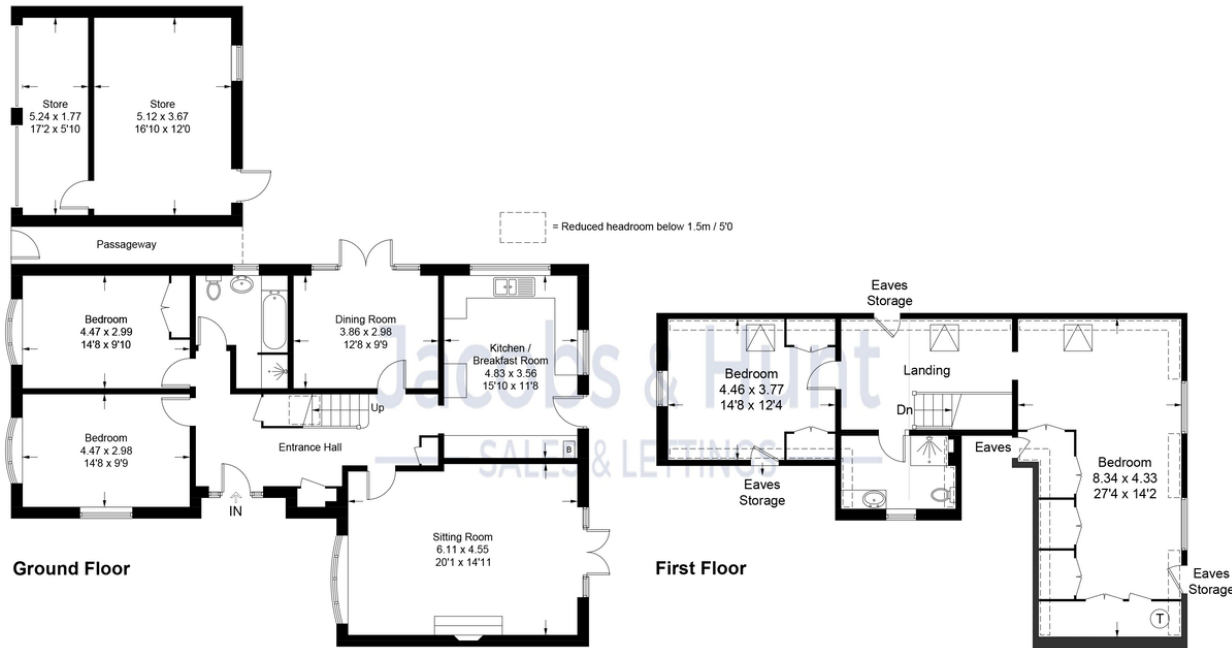 Store
5.24 x 1.77
17'2 x 5'10
Store
5.12 x 3.67
16'10 x 12'0
Passageway
= Reduced headroom below 1.5m / 5'0
Bedroom
4.47 x 2.99
14'8 x 9'10
Dining Room
3.86 x 2.98
12'8 x 9'9
Kitchen /
Breakfast Room
4.83 x 3.56
15'10 x 11'8
Up
Bedroom
4.47 x 2.98
14'8 x 9'9
Entrance Hall
B
IN
Sitting Room
6.11 x 4.55
20'1 x 14'11
Ground Floor
Jacobs & Hunt
SALES & LETTINGS
Eaves
Storage
Bedroom
4.46 x 3.77
14'8 x 12'4
Landing
Dn
Eaves
Eaves
Storage
Bedroom
8.34 x 4.33
27'4 x 14'2
Eaves
Storage
T
First Floor